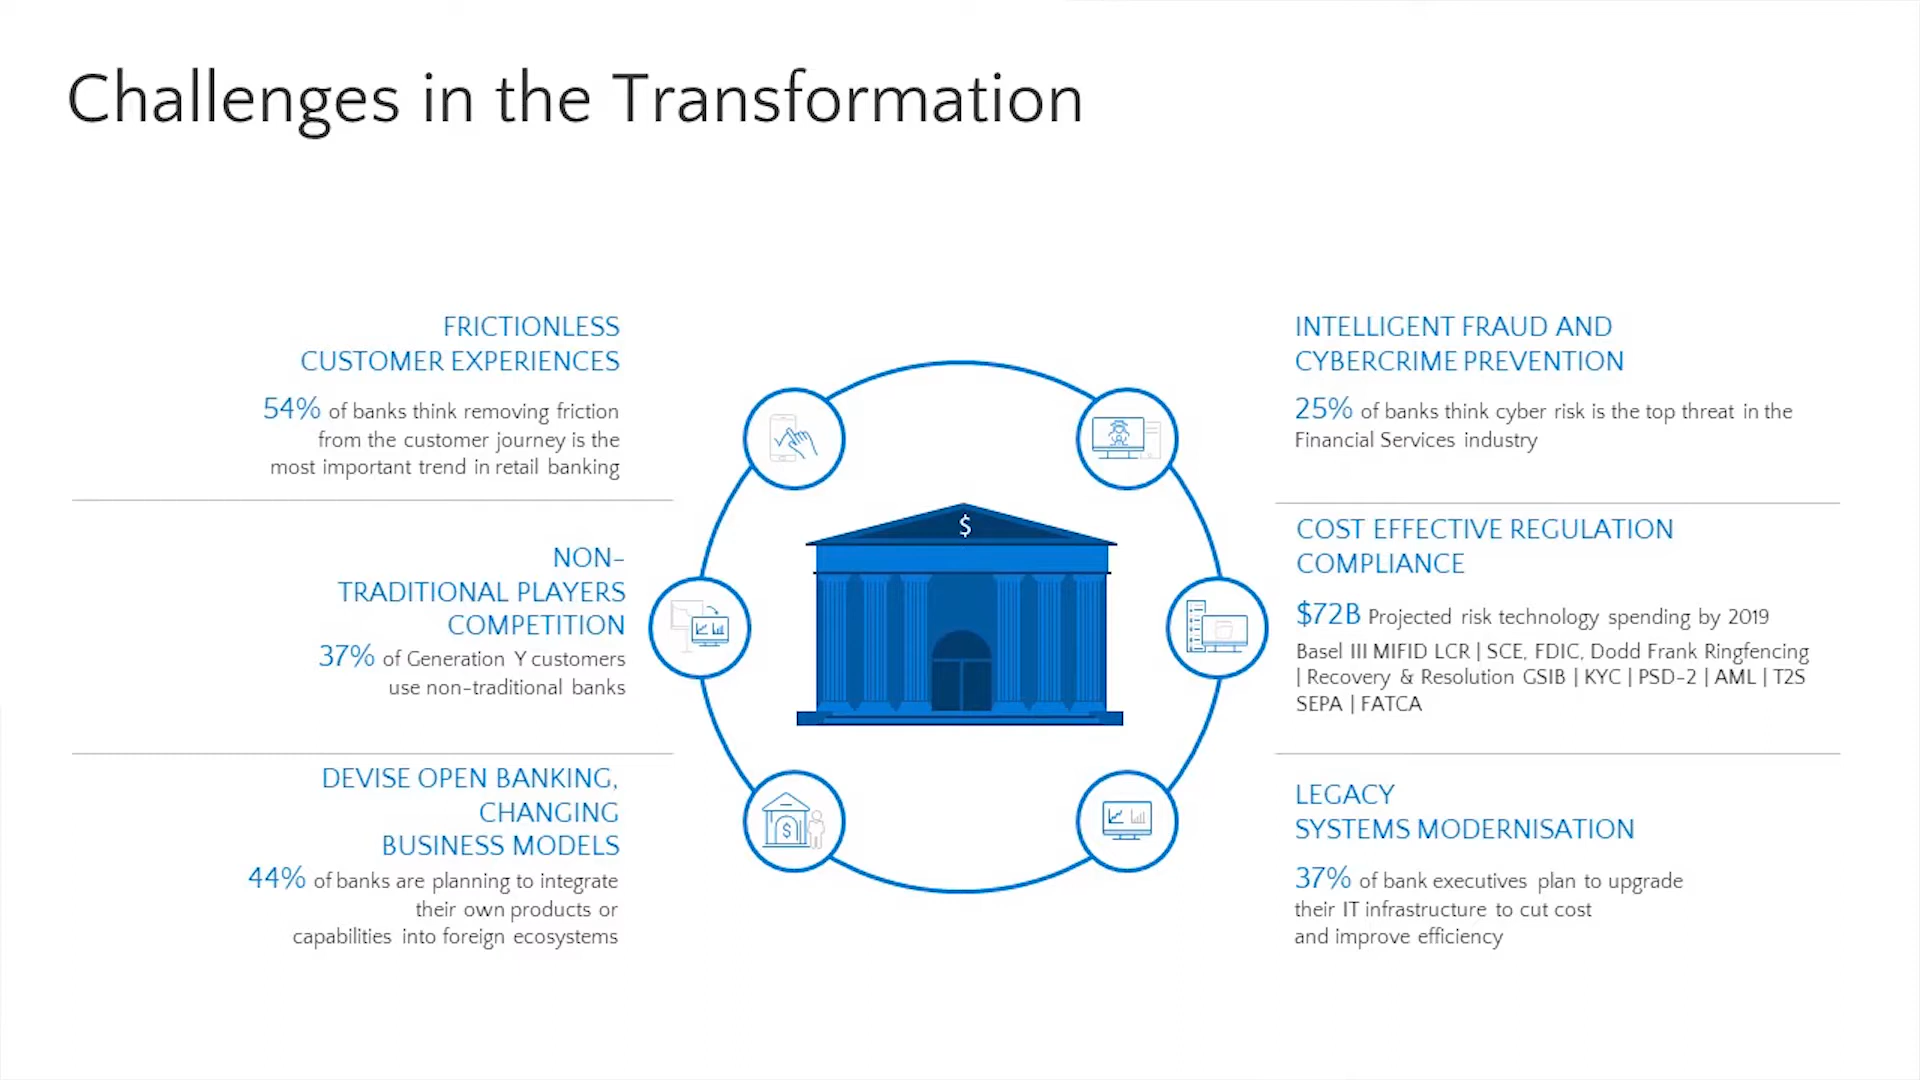 Challenges in the Transformation
FRICTIONLESS
CUSTOMER EXPERIENCES
54% of banks think removing friction
from the customer journey is the
most important trend in retail banking
NON-
TRADITIONAL PLAYERS
COMPETITION
37% of Generation Y customers
use non-traditional banks
DEVISE OPEN BANKING,
CHANGING
BUSINESS MODELS
44% of banks are planning to integrate
their own products or
capabilities into foreign ecosystems
$
$
INTELLIGENT FRAUD AND
CYBERCRIME PREVENTION
25% of banks think cyber risk is the top threat in the
Financial Services industry
COST EFFECTIVE REGULATION
COMPLIANCE
$72B Projected risk technology spending by 2019
Basel III MIFID LCR | SCE, FDIC, Dodd Frank Ringfencing
| Recovery & Resolution GSIB | KYC | PSD-2 | AML | T2S
SEPA | FATCA
LEGACY
SYSTEMS MODERNISATION
37% of bank executives plan to upgrade
their IT infrastructure to cut cost
and improve efficiency